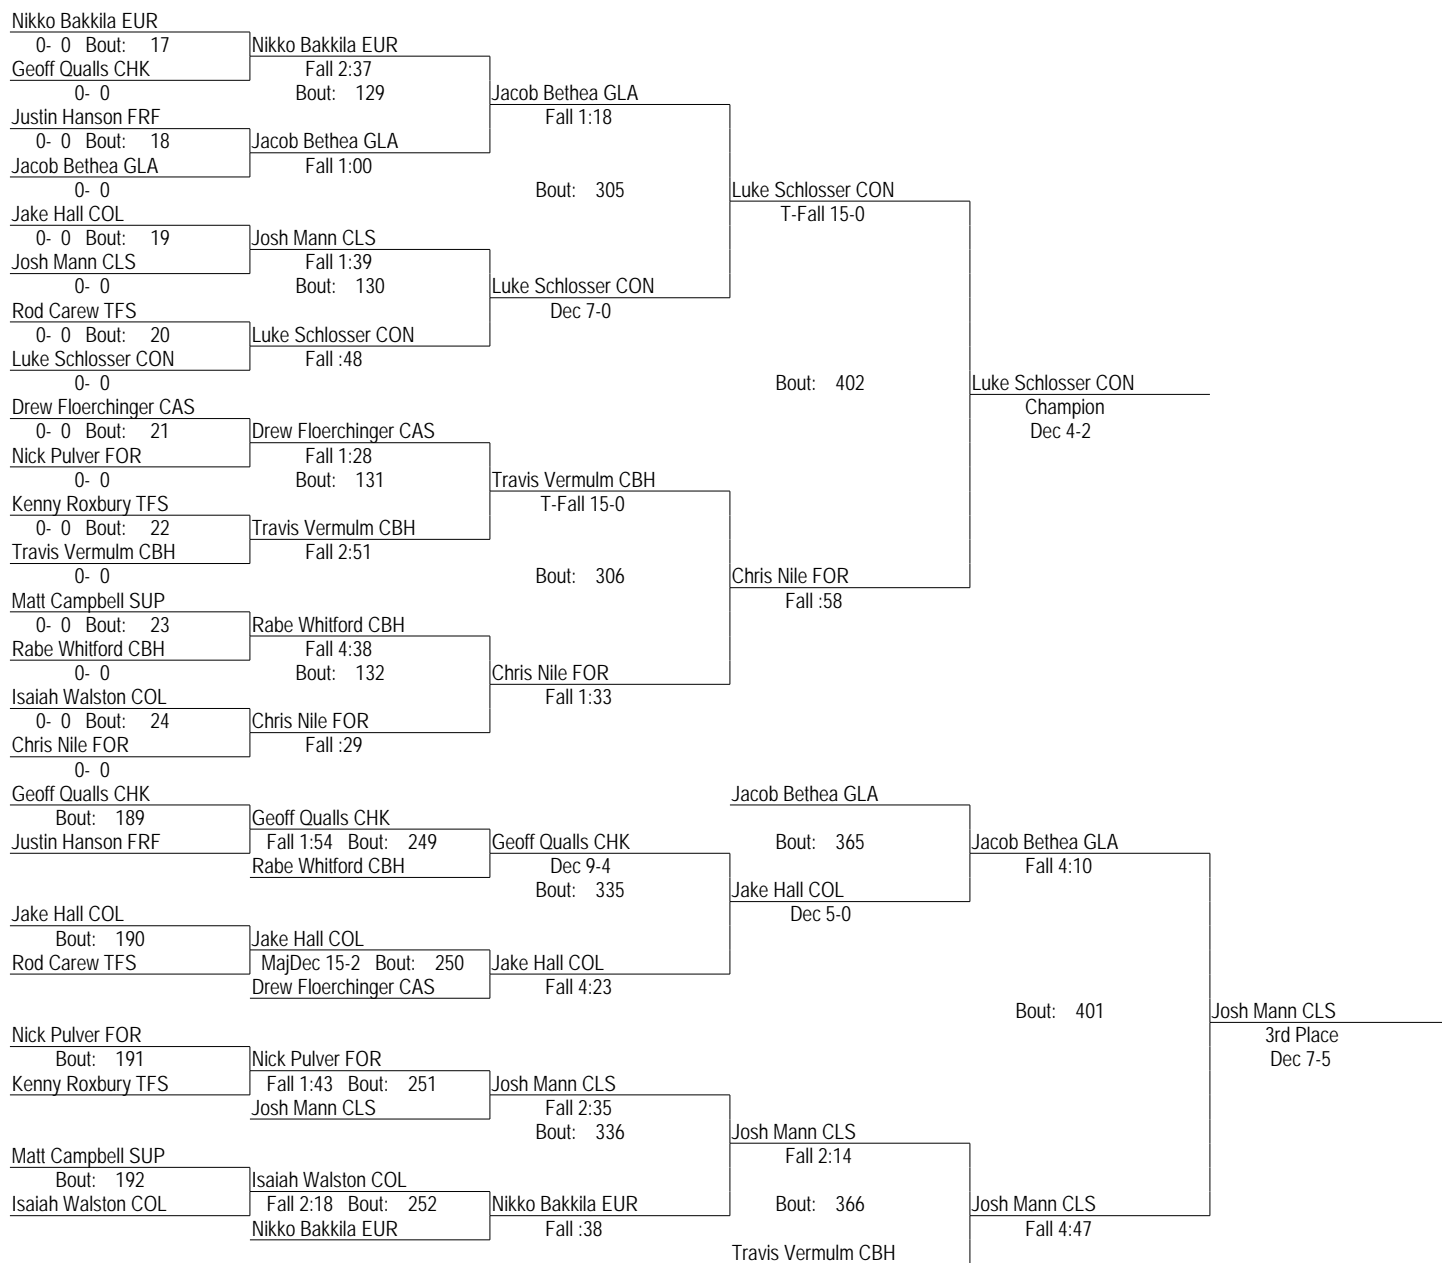 Nikko Bakkila EUR
0- 0 Bout: 17
Nikko Bakkila EUR
Geoff Qualls CHK
Fall 2:37
0- 0
Bout: 129
Jacob Bethea GLA
Justin Hanson FRF
Fall 1:18
0- 0 Bout: 18
Jacob Bethea GLA
Jacob Bethea GLA
Fall 1:00
0- 0
Bout: 305
Luke Schlosser CON
Jake Hall COL
T-Fall 15-0
0- 0 Bout: 19
Josh Mann CLS
Josh Mann CLS
Fall 1:39
0- 0
Bout: 130
Luke Schlosser CON
Rod Carew TFS
Dec 7-0
0- 0 Bout: 20
Luke Schlosser CON
Luke Schlosser CON
Fall :48
0- 0
Bout: 402
Luke Schlosser CON
Drew Floerchinger CAS
Champion
0- 0 Bout: 21
Drew Floerchinger CAS
Dec 4-2
Nick Pulver FOR
Fall 1:28
0- 0
Bout: 131
Travis Vermulm CBH
Kenny Roxbury TFS
T-Fall 15-0
0- 0 Bout: 22
Travis Vermulm CBH
Travis Vermulm CBH
Fall 2:51
0- 0
Bout: 306
Chris Nile FOR
Matt Campbell SUP
Fall :58
0- 0 Bout: 23
Rabe Whitford CBH
Rabe Whitford CBH
Fall 4:38
0- 0
Bout: 132
Chris Nile FOR
Isaiah Walston COL
Fall 1:33
0- 0 Bout: 24
Chris Nile FOR
Chris Nile FOR
Fall :29
0- 0
Geoff Qualls CHK
Jacob Bethea GLA
Bout: 189
Geoff Qualls CHK
Justin Hanson FRF
Fall 1:54 Bout: 249
Geoff Qualls CHK
Bout: 365
Jacob Bethea GLA
Rabe Whitford CBH
Dec 9-4
Fall 4:10
Bout: 335
Jake Hall COL
Jake Hall COL
Dec 5-0
Bout: 190
Jake Hall COL
Rod Carew TFS
MajDec 15-2 Bout: 250
Jake Hall COL
Drew Floerchinger CAS
Fall 4:23
Bout: 401
Josh Mann CLS
Nick Pulver FOR
3rd Place
Bout: 191
Nick Pulver FOR
Dec 7-5
Kenny Roxbury TFS
Fall 1:43 Bout: 251
Josh Mann CLS
Josh Mann CLS
Fall 2:35
Bout: 336
Josh Mann CLS
Matt Campbell SUP
Fall 2:14
Bout: 192
Isaiah Walston COL
Isaiah Walston COL
Fall 2:18 Bout: 252
Nikko Bakkila EUR
Bout: 366
Josh Mann CLS
Nikko Bakkila EUR
Fall :38
Fall 4:47
Travis Vermulm CBH